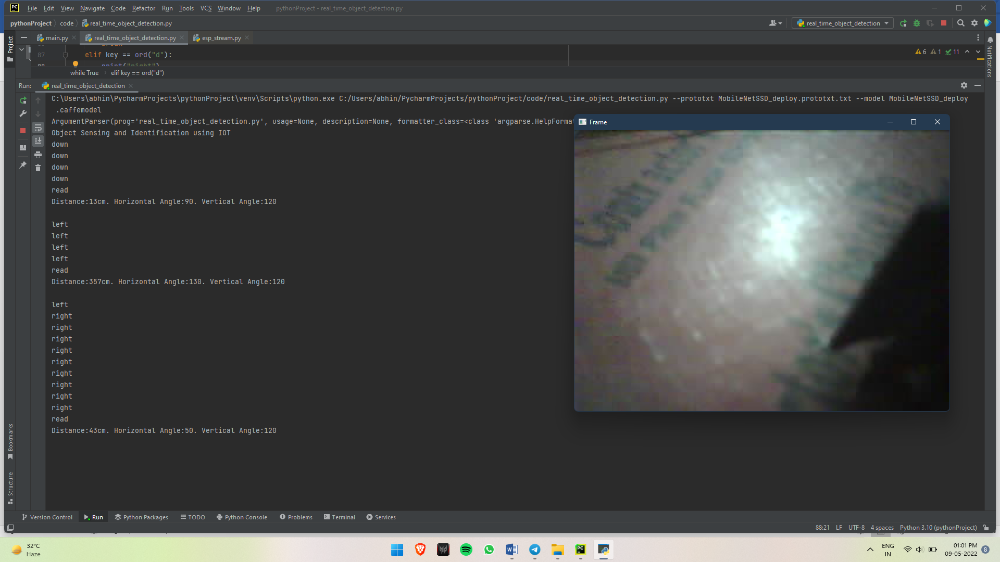 File Edit View Navigate Code Refactor Run Tools VCS Window Help pythonProject - real_time_object_detection.py
pythonProject code real_time_object_detection.py real_time_object_detection
Project main.py real_time_object_detection.py esp_stream.py
87 elif key == ord("d"): 6 1 11
88 print("right")
while True elif key == ord("d")
Notifications
Run: real_time_object_detection
C:\Users\abhin\PycharmProjects\pythonProject\venv\Scripts\python.exe C:/Users/abhin/PycharmProjects/pythonProject/code/real_time_object_detection.py --prototxt MobileNetSSD_deploy.prototxt.txt --model MobileNetSSD_deploy
.caffemodel
ArgumentParser(prog='real_time_object_detection.py', usage=None, description=None, formatter_class=<class 'argparse.HelpFormat
Frame
Object Sensing and Identification using IOT
down
down
down
down
read
Distance:13cm. Horizontal Angle:90. Vertical Angle:120
left
left
left
left
read
Distance:357cm. Horizontal Angle:130. Vertical Angle:120
left
right
right
right
right
right
right
right
right
right
read
Distance:43cm. Horizontal Angle:50. Vertical Angle:120
Bookmarks
Structure
Version Control Run Python Packages TODO Python Console Problems Terminal Services
88:21 LF UTF-8 4 spaces Python 3.10 (pythonProject)
32°C
Haze
ENG
IN
01:01 PM
09-05-2022
8